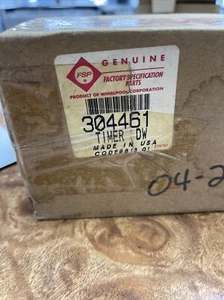 GENUINE
FSP
®
FACTORY SPECIFICATION
PARTS
PRODUCT OF WHIRLPOOL CORPORATION
304461
TIMER DW
MADE IN USA
04-2